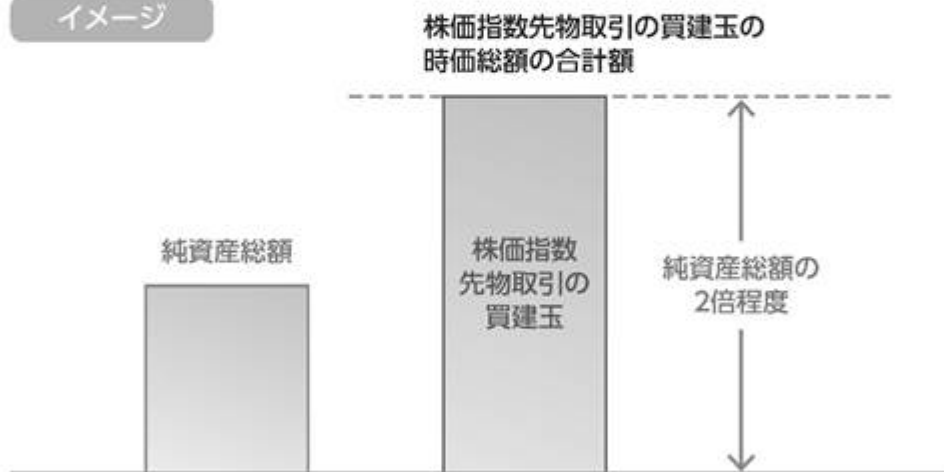 イメージ
株価指数先物取引の買建玉の
時価総額の合計額
純資産総額
株価指数
先物取引の
買建玉
純資産総額の
2倍程度